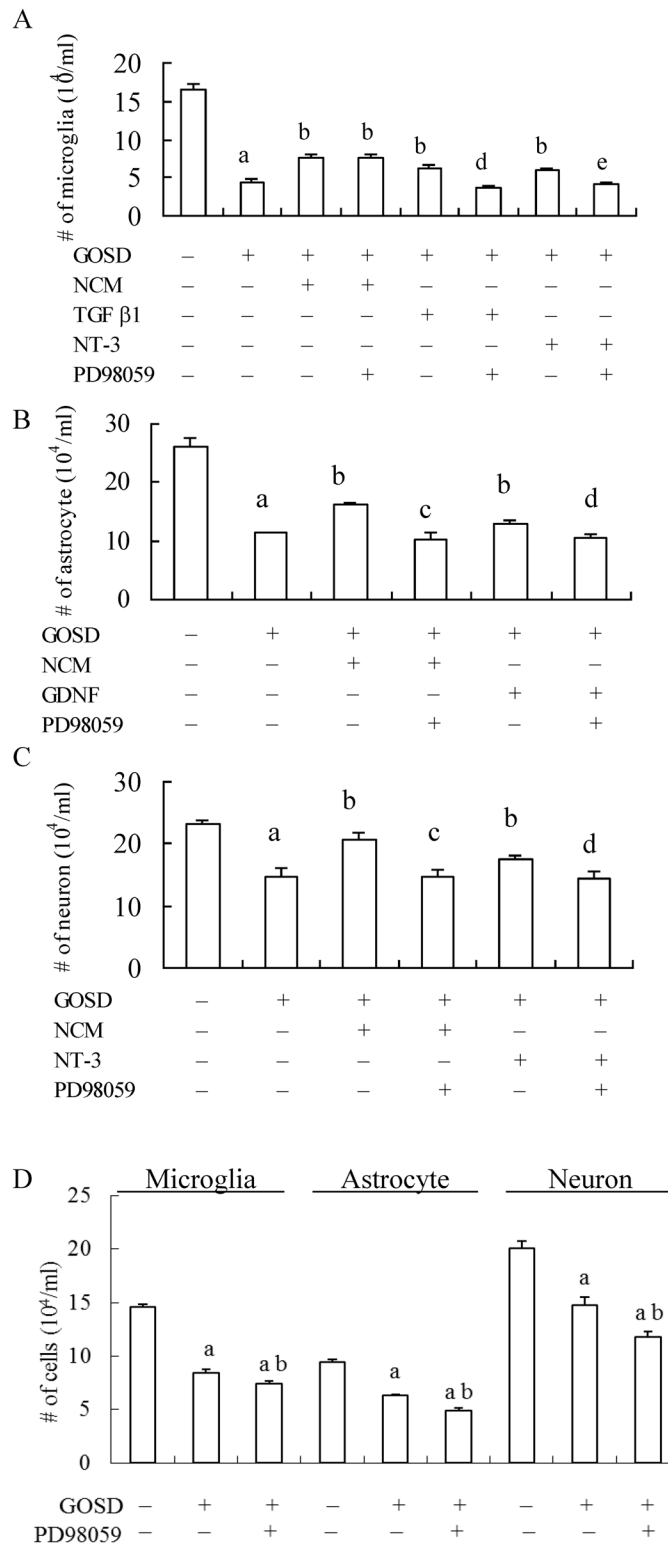 A
# of microglia (10⁴/ml)
20
15
10
5
0
a b b b d b e
GOSD – + + + + + + +
NCM – – + + – – – –
TGF β1 – – – – + + – –
NT-3 – – – – – – + +
PD98059 – – – + – + – +
B
# of astrocyte (10⁴/ml)
30
20
10
0
a b c b d
GOSD – + + + + +
NCM – – + + – –
GDNF – – – – + +
PD98059 – – – + – +
C
# of neuron (10⁴/ml)
30
20
10
0
a b c b d
GOSD – + + + + +
NCM – – + + – –
NT-3 – – – – + +
PD98059 – – – + – +
D
Microglia Astrocyte Neuron
# of cells (10⁴/ml)
25
20
15
10
5
0
a a b a a b a a b
GOSD – + + – + + – + +
PD98059 – – + – – + – – +